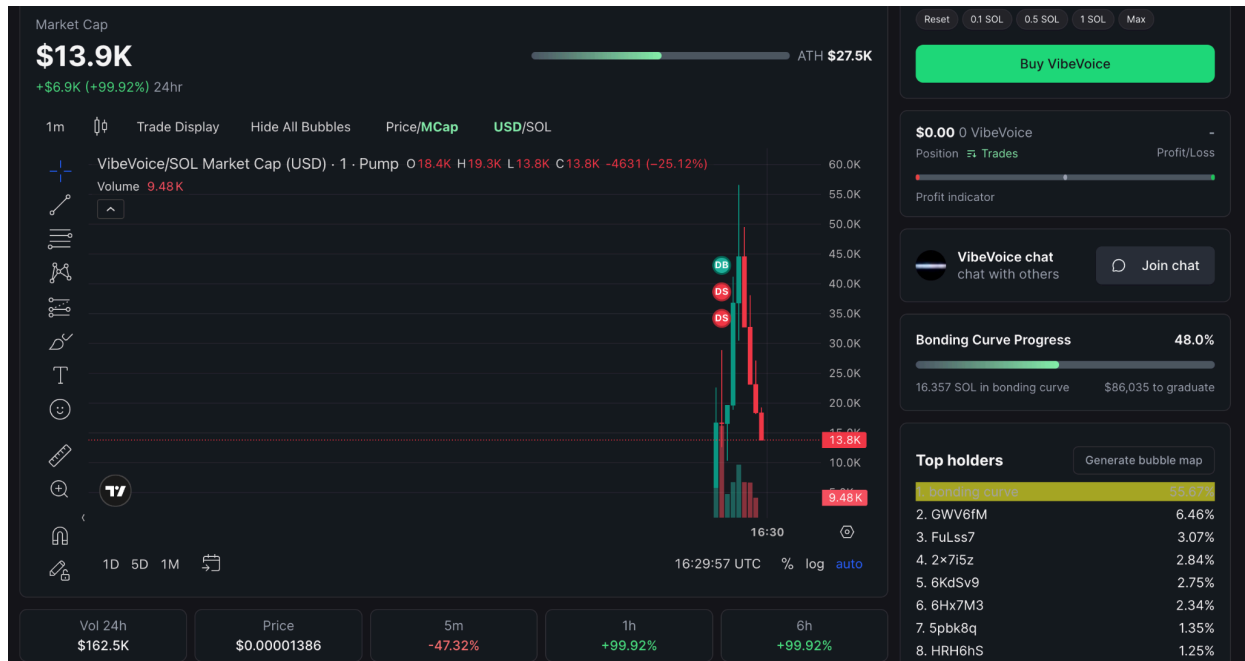 Market Cap
$13.9K
ATH $27.5K
+$6.9K (+99.92%) 24hr
1m Trade Display Hide All Bubbles Price/MCap USD/SOL
VibeVoice/SOL Market Cap (USD) · 1 · Pump O18.4K H19.3K L13.8K C13.8K -4631 (−25.12%)
Volume 9.48K
60.0K
55.0K
50.0K
45.0K
40.0K
35.0K
30.0K
25.0K
20.0K
15.0K
13.8K
10.0K
5.0K
9.48K
DB
DS
DS
T
16:30
1D 5D 1M
16:29:57 UTC % log auto
Vol 24h
$162.5K
Price
$0.00001386
5m
-47.32%
1h
+99.92%
6h
+99.92%
Reset 0.1 SOL 0.5 SOL 1 SOL Max
Buy VibeVoice
$0.00 0 VibeVoice -
Position Trades Profit/Loss
Profit indicator
VibeVoice chat
chat with others
Join chat
Bonding Curve Progress 48.0%
16.357 SOL in bonding curve $86,035 to graduate
Top holders Generate bubble map
1. bonding curve 55.67%
2. GWV6fM 6.46%
3. FuLss7 3.07%
4. 2×7i5z 2.84%
5. 6KdSv9 2.75%
6. 6Hx7M3 2.34%
7. 5pbk8q 1.35%
8. HRH6hS 1.25%